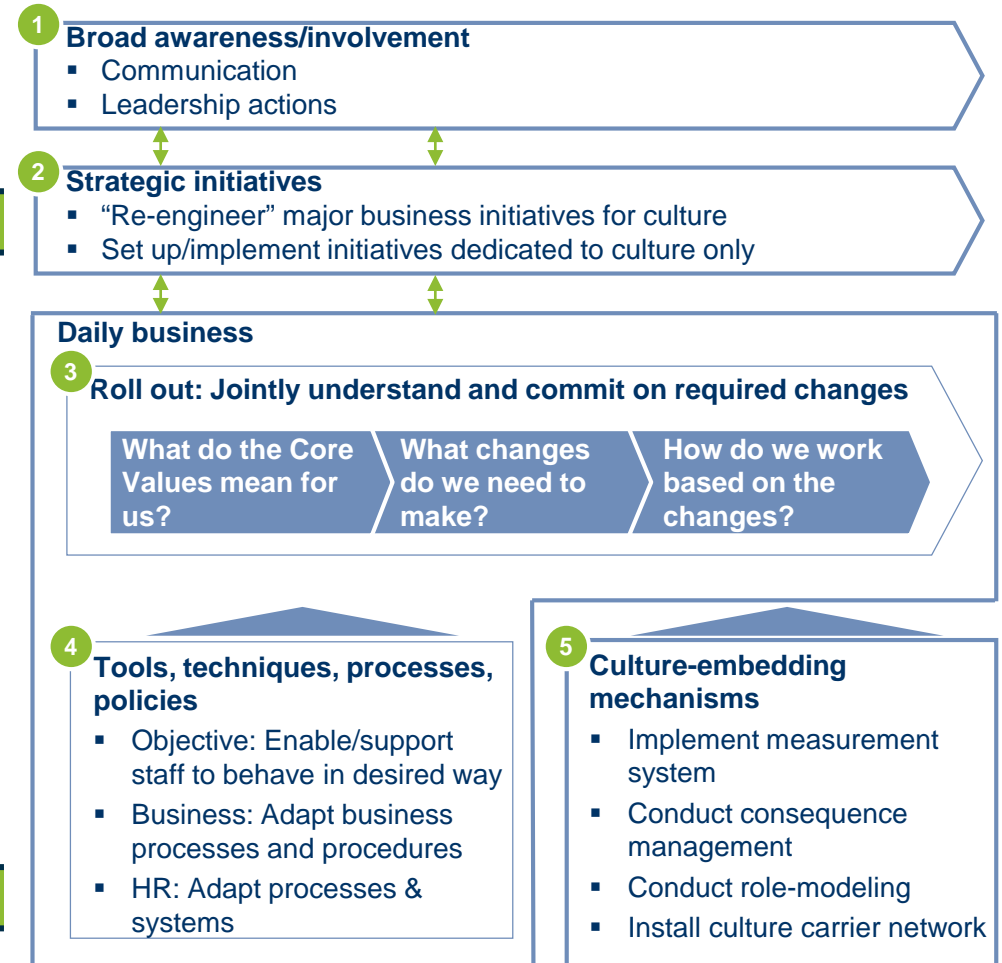 1
Broad awareness/involvement
▪ Communication
▪ Leadership actions
2
Strategic initiatives
▪ “Re-engineer” major business initiatives for culture
▪ Set up/implement initiatives dedicated to culture only
Daily business
3
Roll out: Jointly understand and commit on required changes
What do the Core
Values mean for
us?
What changes
do we need to
make?
How do we work
based on the
changes?
4
Tools, techniques, processes,
policies
▪ Objective: Enable/support
staff to behave in desired way
▪ Business: Adapt business
processes and procedures
▪ HR: Adapt processes &
systems
5
Culture-embedding
mechanisms
▪ Implement measurement
system
▪ Conduct consequence
management
▪ Conduct role-modeling
▪ Install culture carrier network